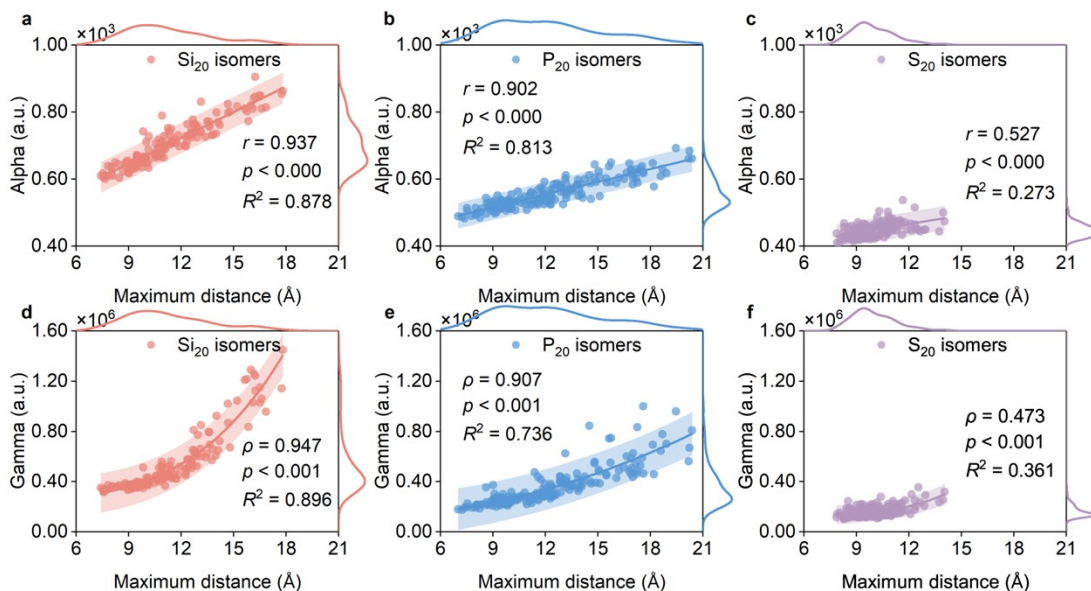 a
×10³
Si₂₀ isomers
r = 0.937
p < 0.000
R² = 0.878
Alpha (a.u.)
1.00
0.80
0.60
0.40
6 9 12 15 18 21
Maximum distance (Å)
b
×10³
P₂₀ isomers
r = 0.902
p < 0.000
R² = 0.813
Alpha (a.u.)
1.00
0.80
0.60
0.40
6 9 12 15 18 21
Maximum distance (Å)
c
×10³
S₂₀ isomers
r = 0.527
p < 0.000
R² = 0.273
Alpha (a.u.)
1.00
0.80
0.60
0.40
6 9 12 15 18 21
Maximum distance (Å)
d
×10⁶
Si₂₀ isomers
ρ = 0.947
p < 0.001
R² = 0.896
Gamma (a.u.)
1.60
1.20
0.80
0.40
0.00
6 9 12 15 18 21
Maximum distance (Å)
e
×10⁶
P₂₀ isomers
ρ = 0.907
p < 0.001
R² = 0.736
Gamma (a.u.)
1.60
1.20
0.80
0.40
0.00
6 9 12 15 18 21
Maximum distance (Å)
f
×10⁶
S₂₀ isomers
ρ = 0.473
p < 0.001
R² = 0.361
Gamma (a.u.)
1.60
1.20
0.80
0.40
0.00
6 9 12 15 18 21
Maximum distance (Å)